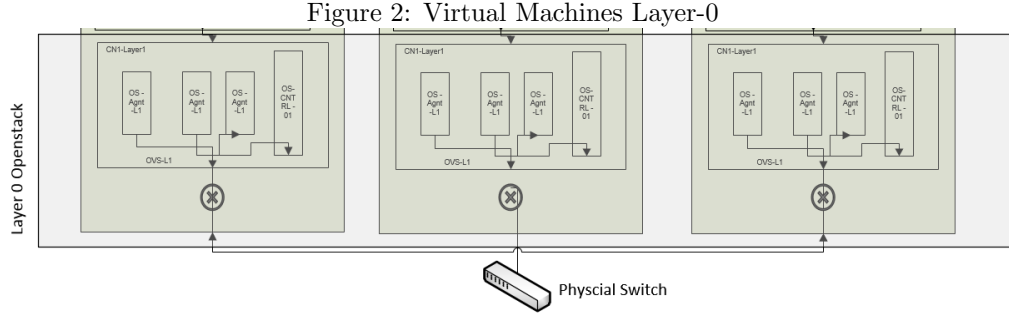 Figure 2: Virtual Machines Layer-0
Layer 0 Openstack
CN1-Layer1
OS -
Agnt
-L1
OS -
Agnt
-L1
OS -
Agnt
-L1
OS-
CNT
RL -
01
OVS-L1
CN1-Layer1
OS -
Agnt
-L1
OS -
Agnt
-L1
OS -
Agnt
-L1
OS-
CNT
RL -
01
OVS-L1
CN1-Layer1
OS -
Agnt
-L1
OS -
Agnt
-L1
OS -
Agnt
-L1
OS-
CNT
RL -
01
OVS-L1
Physcial Switch